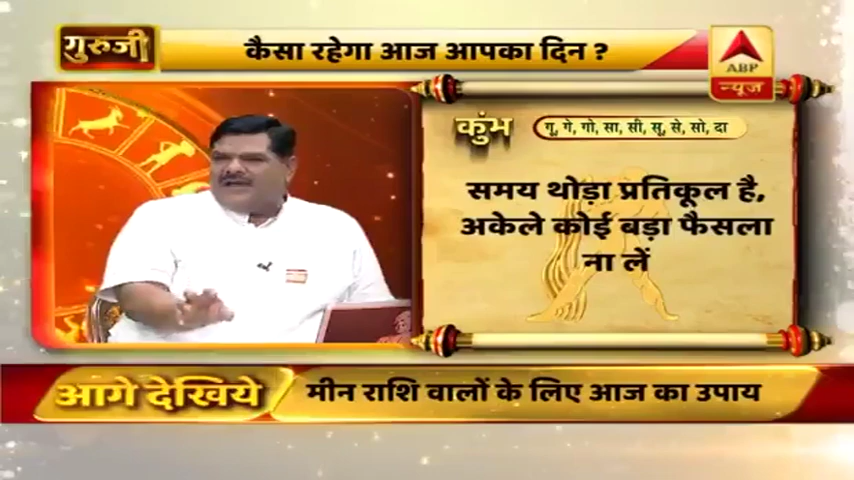 गुरुजी
कैसा रहेगा आज आपका दिन ?
ABP
न्यूज़
कुंभ
गू, गे, गो, सा, सी, सू, से, सो, दा
समय थोड़ा प्रतिकूल है,
अकेले कोई बड़ा फैसला
ना लें
आगे देखिये
मीन राशि वालों के लिए आज का उपाय